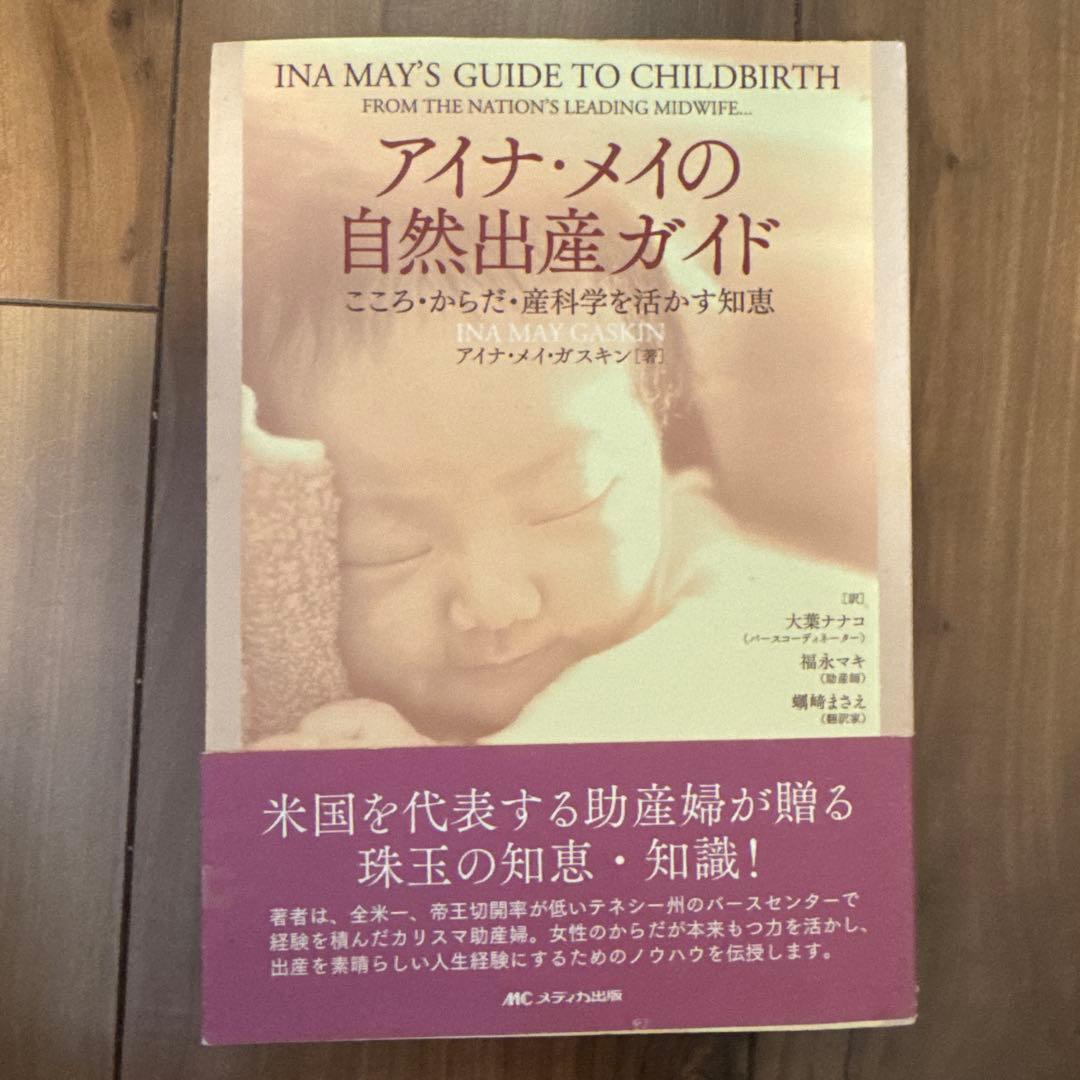 INA MAY'S GUIDE TO CHILDBIRTH
FROM THE NATION'S LEADING MIDWIFE...
アイナ・メイの
自然出産ガイド
こころ・からだ・産科学を活かす知恵
INA MAY GASKIN
アイナ・メイ・ガスキン[著]
[訳]
大葉ナナコ
(バースコーディネーター)
福永マキ
(助産師)
蠣﨑まさえ
(翻訳家)
米国を代表する助産婦が贈る
珠玉の知恵・知識!
著者は、全米一、帝王切開率が低いテネシー州のバースセンターで
経験を積んだカリスマ助産婦。女性のからだが本来もつ力を活かし、
出産を素晴らしい人生経験にするためのノウハウを伝授します。
MC メディカ出版